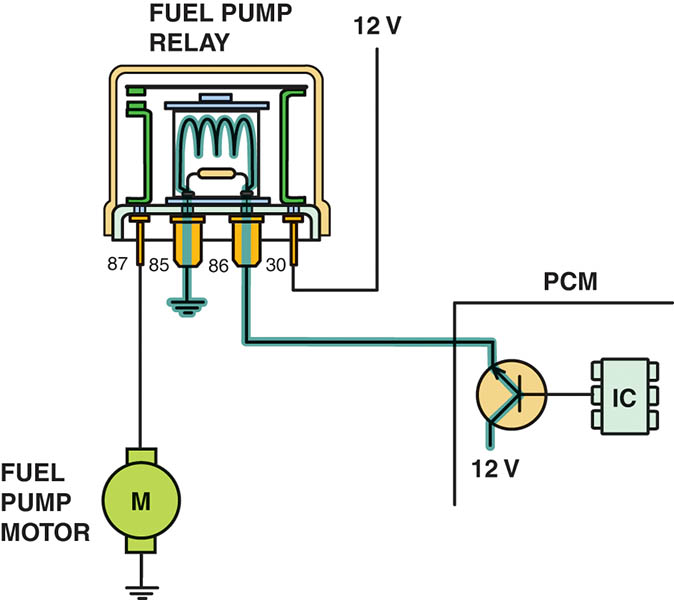 FUEL PUMP
RELAY
12 V
87
85
86
30
PCM
IC
12 V
FUEL
PUMP
MOTOR
M